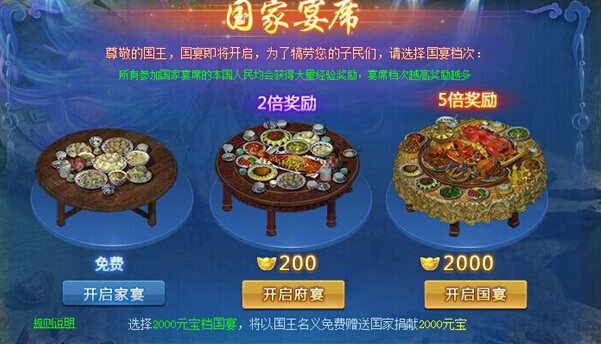 国家宴席
尊敬的国王，国宴即将开启，为了犒劳您的子民们，请选择国宴档次：
所有参加国家宴席的本国人民均会获得大量经验奖励，宴席档次越高奖励越多
2倍奖励
5倍奖励
免费
200
2000
开启家宴
开启府宴
开启国宴
规则说明
选择2000元宝档国宴，将以国王名义免费赠送国家捐献2000元宝